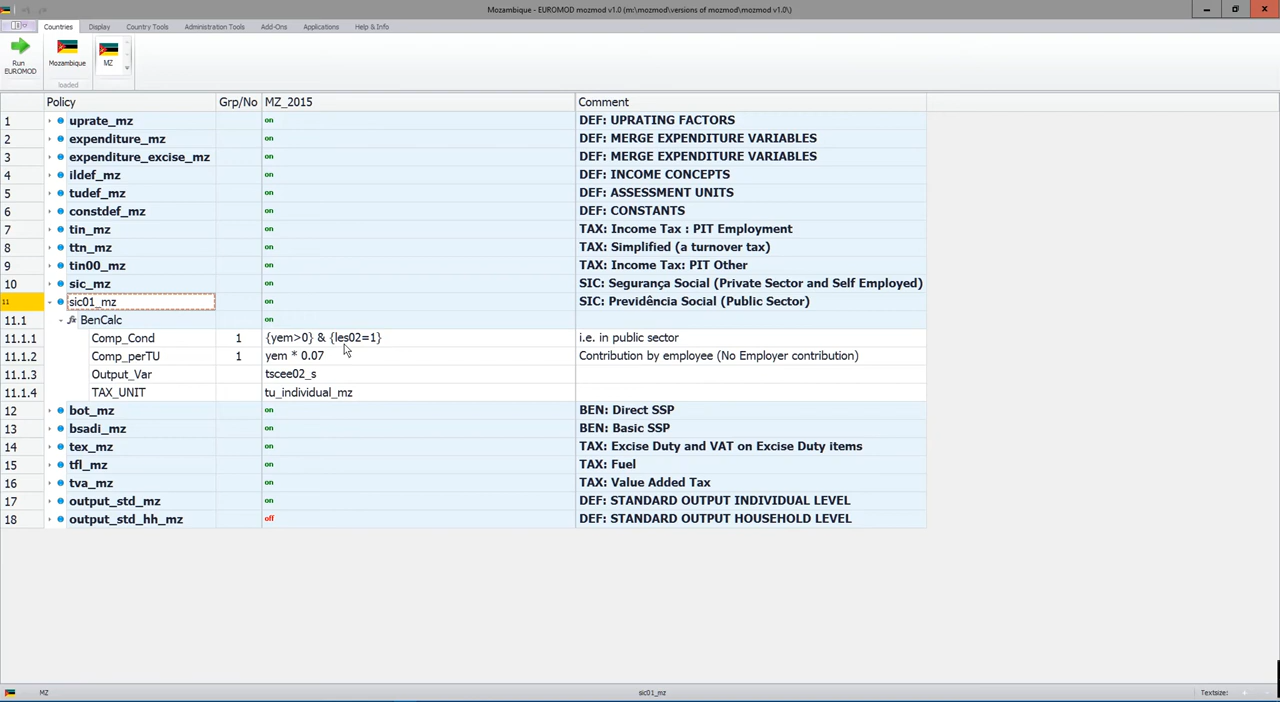 Mozambique - EUROMOD mozmod v1.0 (m:\mozmod\versions of mozmod\mozmod v1.0\)
Countries Display Country Tools Administration Tools Add-Ons Applications Help & Info
Run EUROMOD
Mozambique
MZ
loaded
Policy Grp/No MZ_2015 Comment
1 uprate_mz on DEF: UPRATING FACTORS
2 expenditure_mz on DEF: MERGE EXPENDITURE VARIABLES
3 expenditure_excise_mz on DEF: MERGE EXPENDITURE VARIABLES
4 ildef_mz on DEF: INCOME CONCEPTS
5 tudef_mz on DEF: ASSESSMENT UNITS
6 constdef_mz on DEF: CONSTANTS
7 tin_mz on TAX: Income Tax : PIT Employment
8 ttn_mz on TAX: Simplified (a turnover tax)
9 tin00_mz on TAX: Income Tax: PIT Other
10 sic_mz on SIC: Segurança Social (Private Sector and Self Employed)
11 sic01_mz on SIC: Previdência Social (Public Sector)
11.1 fx BenCalc on
11.1.1 Comp_Cond 1 {yem>0} & {les02=1} i.e. in public sector
11.1.2 Comp_perTU 1 yem * 0.07 Contribution by employee (No Employer contribution)
11.1.3 Output_Var tscee02_s
11.1.4 TAX_UNIT tu_individual_mz
12 bot_mz on BEN: Direct SSP
13 bsadi_mz on BEN: Basic SSP
14 tex_mz on TAX: Excise Duty and VAT on Excise Duty items
15 tfl_mz on TAX: Fuel
16 tva_mz on TAX: Value Added Tax
17 output_std_mz on DEF: STANDARD OUTPUT INDIVIDUAL LEVEL
18 output_std_hh_mz off DEF: STANDARD OUTPUT HOUSEHOLD LEVEL
MZ sic01_mz Textsize: + -